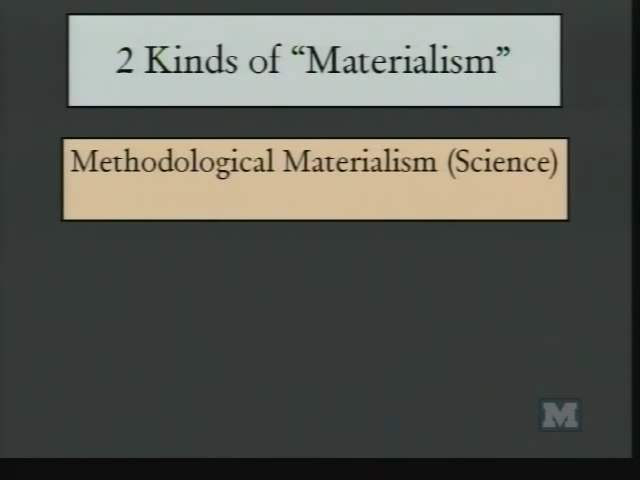 2 Kinds of “Materialism”
Methodological Materialism (Science)
M